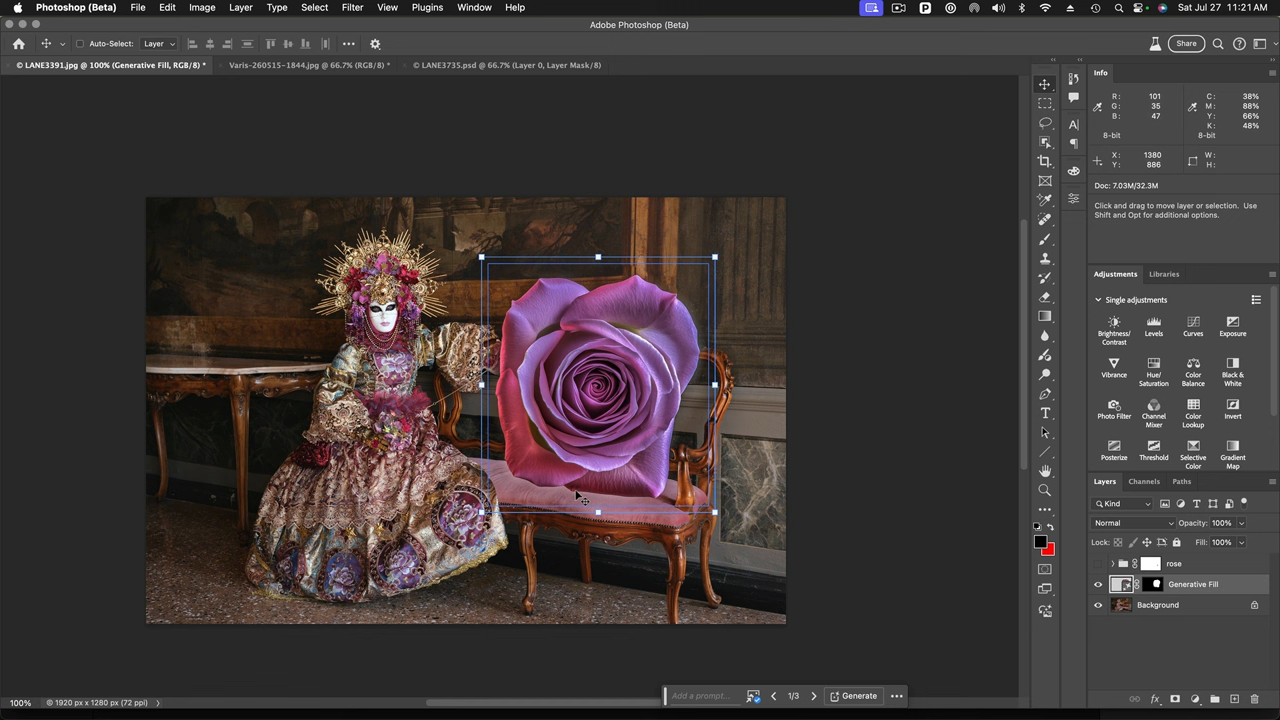 Photoshop (Beta) File Edit Image Layer Type Select Filter View Plugins Window Help Sat Jul 27 11:21 AM
Adobe Photoshop (Beta)
Auto-Select: Layer Share
© LANE3391.jpg @ 100% (Generative Fill, RGB/8) * Varis-260515-1844.jpg @ 66.7% (RGB/8) * © LANE3735.psd @ 66.7% (Layer 0, Layer Mask/8)
Info
R: 101 C: 38%
G: 35 M: 88%
B: 47 Y: 66%
K: 48%
8-bit 8-bit
X: 1380 W:
Y: 886 H:
Doc: 7.03M/32.3M
Click and drag to move layer or selection. Use
Shift and Opt for additional options.
Adjustments Libraries
Single adjustments
Brightness/
Contrast Levels Curves Exposure
Vibrance Hue/
Saturation Color
Balance Black &
White
Photo Filter Channel
Mixer Color
Lookup Invert
Posterize Threshold Selective
Color Gradient
Map
Layers Channels Paths
Kind
Normal Opacity: 100%
Lock: Fill: 100%
rose
Generative Fill
Background
Add a prompt... 1/3 Generate
100% © 1920 px x 1280 px (72 ppi)